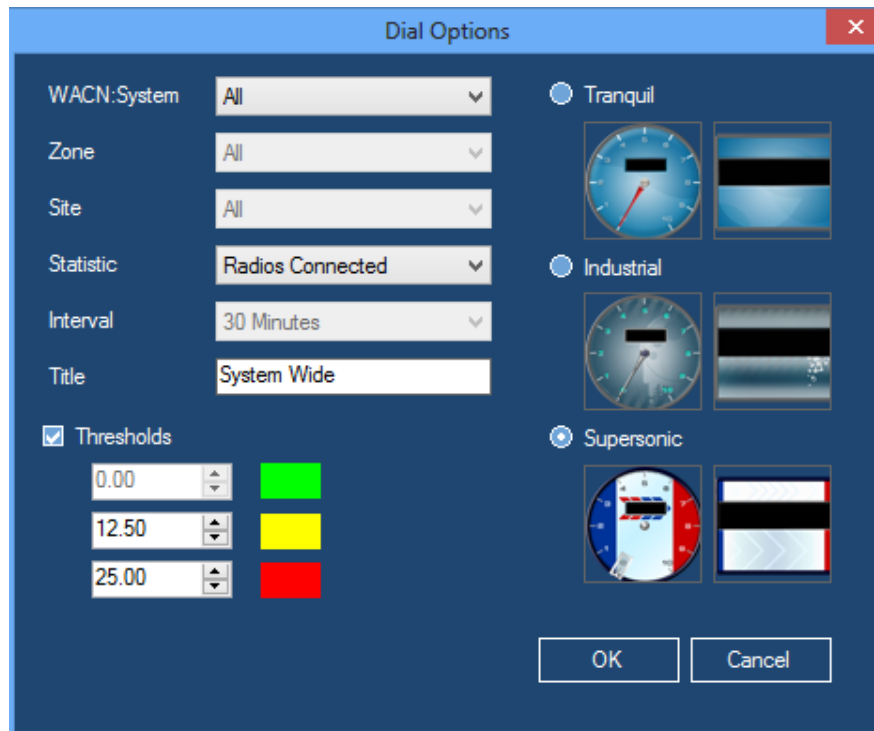 Dial Options
WACN:System All
Zone All
Site All
Statistic Radios Connected
Interval 30 Minutes
Title System Wide
Thresholds
0.00
12.50
25.00
Tranquil
Industrial
Supersonic
OK Cancel